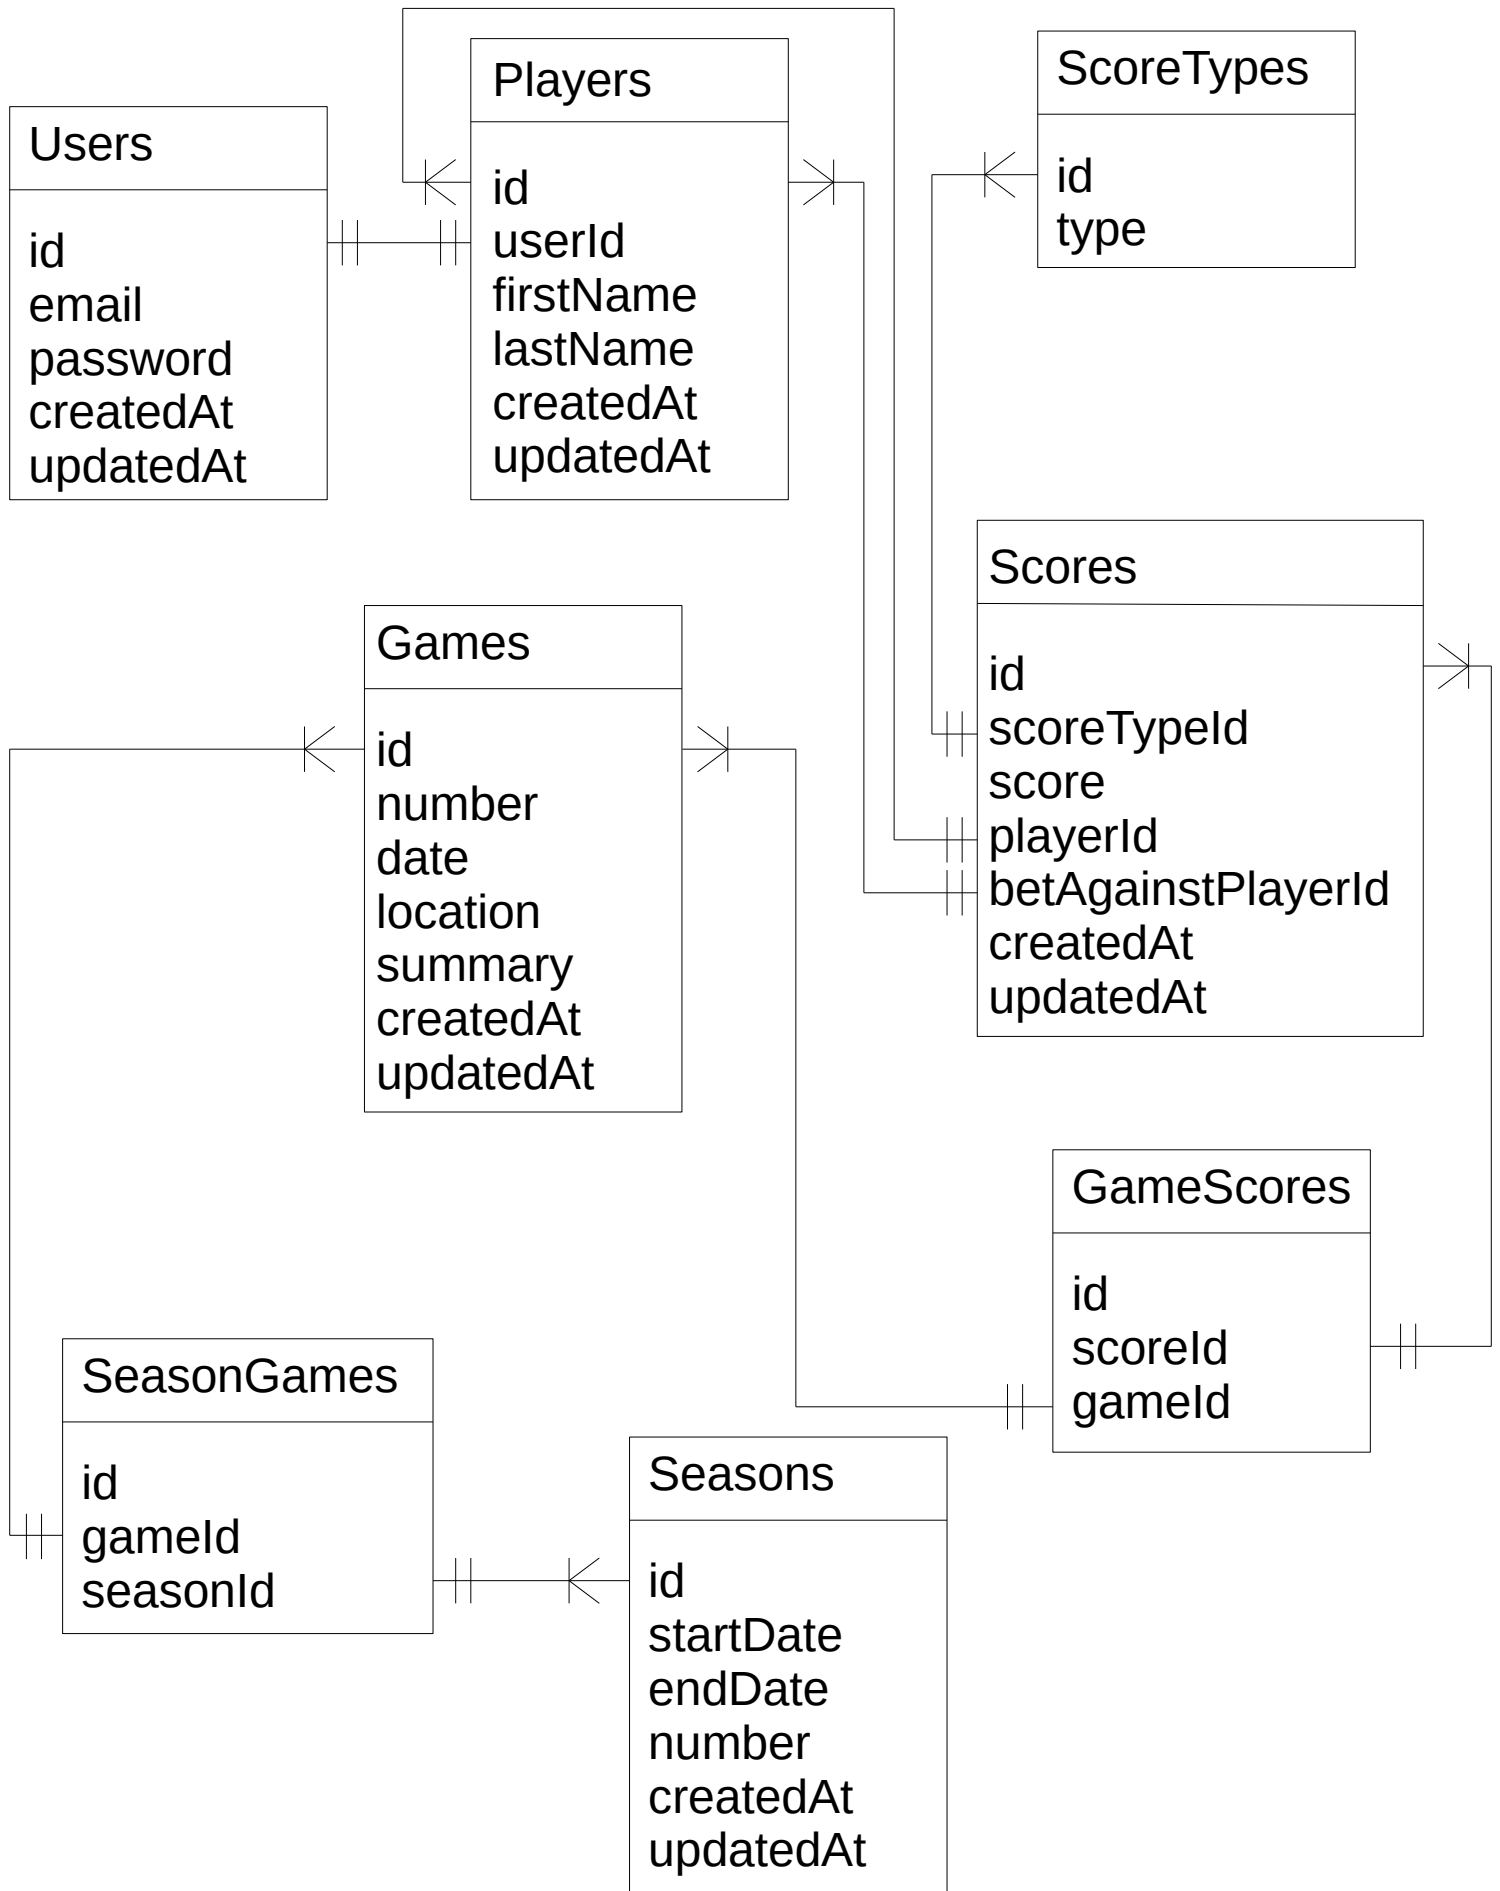 Players
id
userId
firstName
lastName
createdAt
updatedAt
ScoreTypes
id
type
Users
id
email
password
createdAt
updatedAt
Scores
id
scoreTypeId
score
playerId
betAgainstPlayerId
createdAt
updatedAt
Games
id
number
date
location
summary
createdAt
updatedAt
GameScores
id
scoreId
gameId
SeasonGames
id
gameId
seasonId
Seasons
id
startDate
endDate
number
createdAt
updatedAt